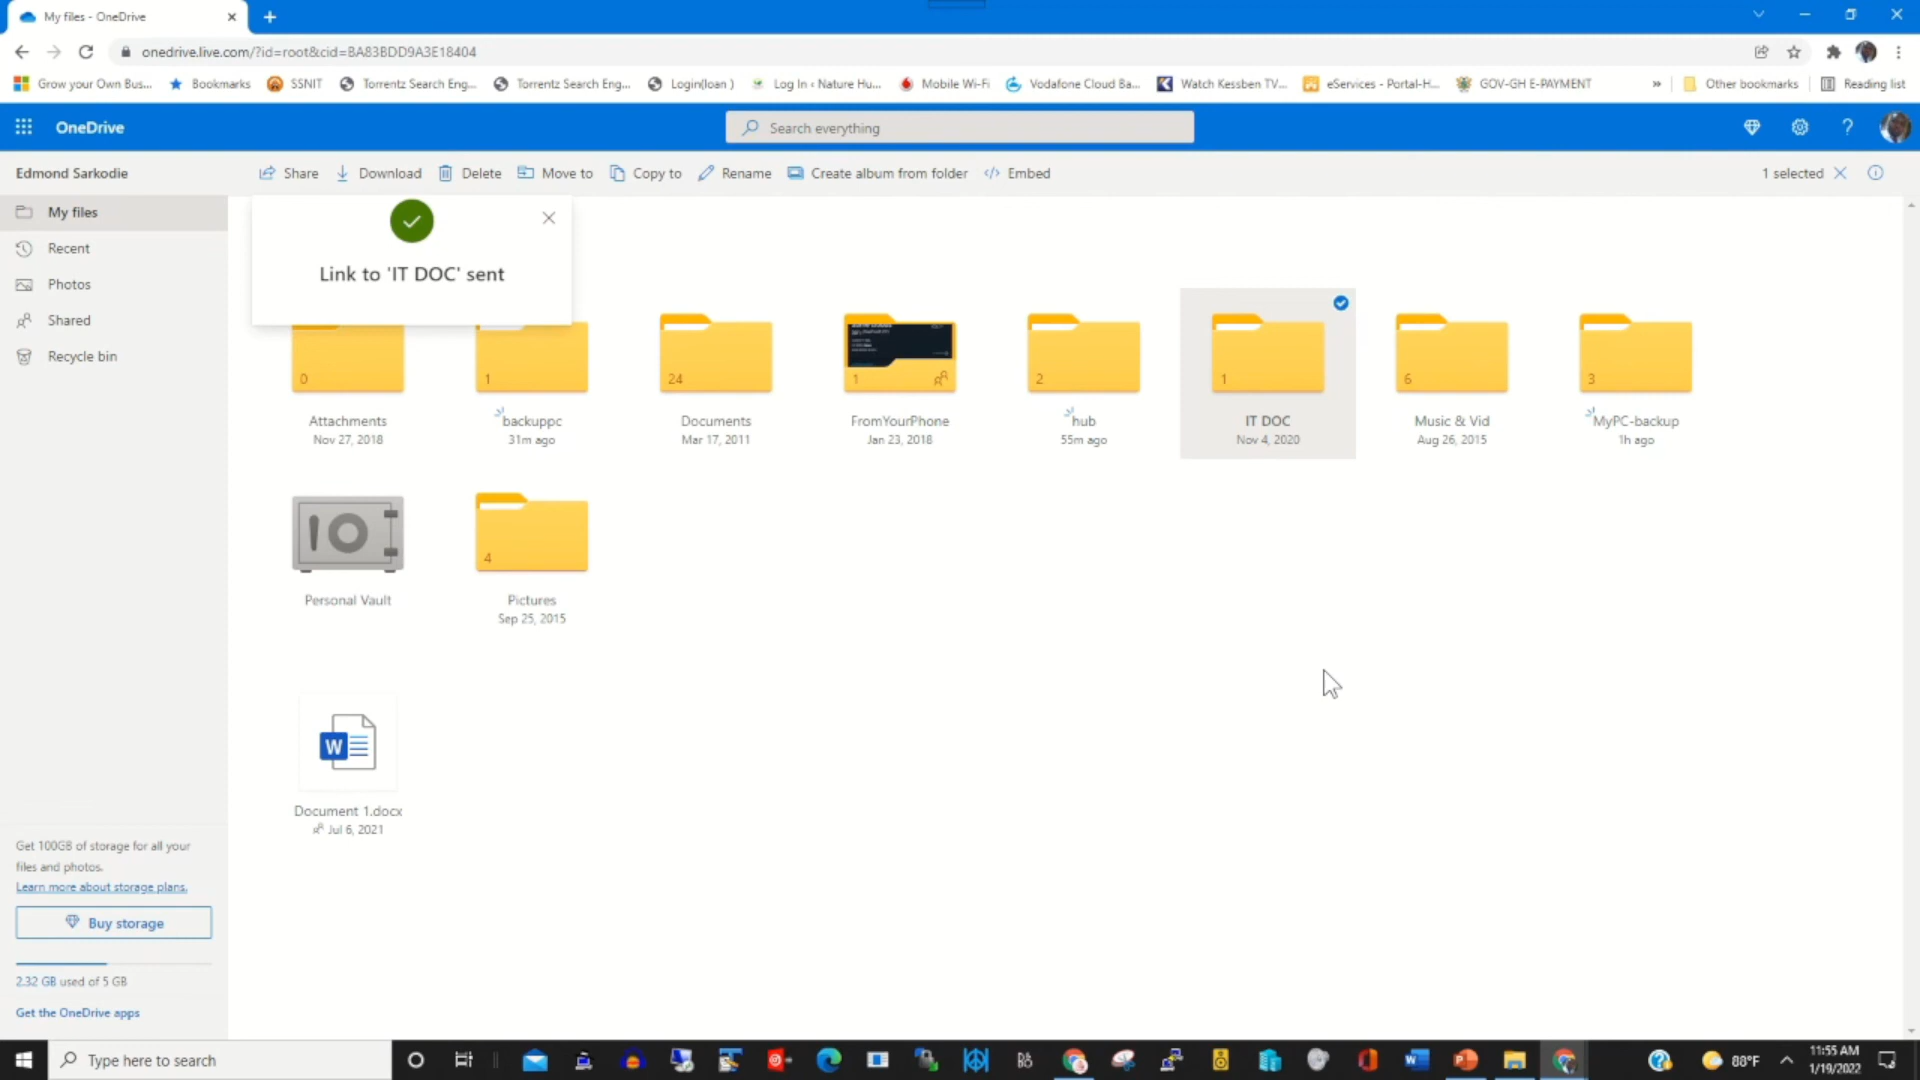 My files - OneDrive
onedrive.live.com/?id=root&cid=BA83BDD9A3E18404
Grow your Own Bus... Bookmarks SSNIT Torrentz Search Eng... Torrentz Search Eng... Login(loan ) Log In ‹ Nature Hu... Mobile Wi-Fi Vodafone Cloud Ba... Watch Kessben TV... eServices - Portal-H... GOV-GH E-PAYMENT » Other bookmarks Reading list
OneDrive Search everything ?
Edmond Sarkodie Share Download Delete Move to Copy to Rename Create album from folder Embed 1 selected
My files
Recent
Photos
Shared
Recycle bin
Link to 'IT DOC' sent
0 1 24 1 2 1 6 3
Attachments backuppc Documents FromYourPhone hub IT DOC Music & Vid MyPC-backup
Nov 27, 2018 31m ago Mar 17, 2011 Jan 23, 2018 55m ago Nov 4, 2020 Aug 26, 2015 1h ago
4
Personal Vault Pictures
Sep 25, 2015
W
Document 1.docx
Jul 6, 2021
Get 100GB of storage for all your
files and photos.
Learn more about storage plans.
Buy storage
2.32 GB used of 5 GB
Get the OneDrive apps
Type here to search 88°F 11:55 AM
1/19/2022